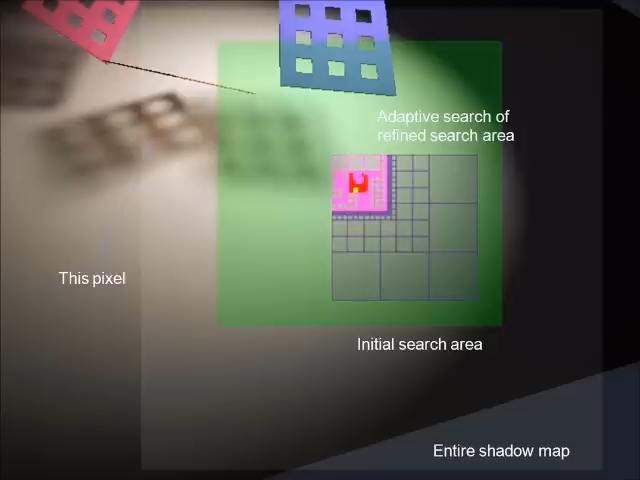 Adaptive search of
refined search area
This pixel
Initial search area
Entire shadow map